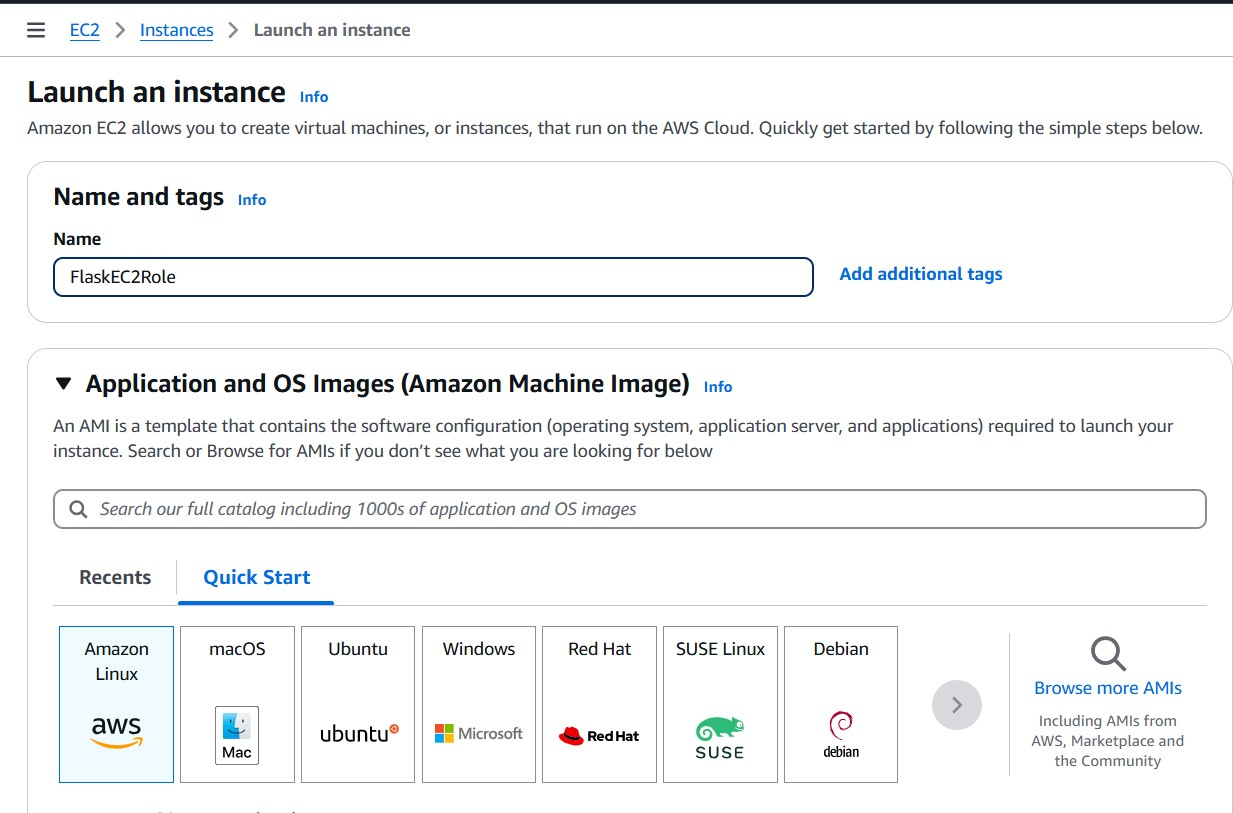 EC2 > Instances > Launch an instance
Launch an instance Info
Amazon EC2 allows you to create virtual machines, or instances, that run on the AWS Cloud. Quickly get started by following the simple steps below.
Name and tags Info
Name
FlaskEC2Role
Add additional tags
Application and OS Images (Amazon Machine Image) Info
An AMI is a template that contains the software configuration (operating system, application server, and applications) required to launch your
instance. Search or Browse for AMIs if you don’t see what you are looking for below
Search our full catalog including 1000s of application and OS images
Recents
Quick Start
Amazon
Linux
aws
macOS
Mac
Ubuntu
ubuntu
Windows
Microsoft
Red Hat
Red Hat
SUSE Linux
SUSE
Debian
debian
Browse more AMIs
Including AMIs from
AWS, Marketplace and
the Community